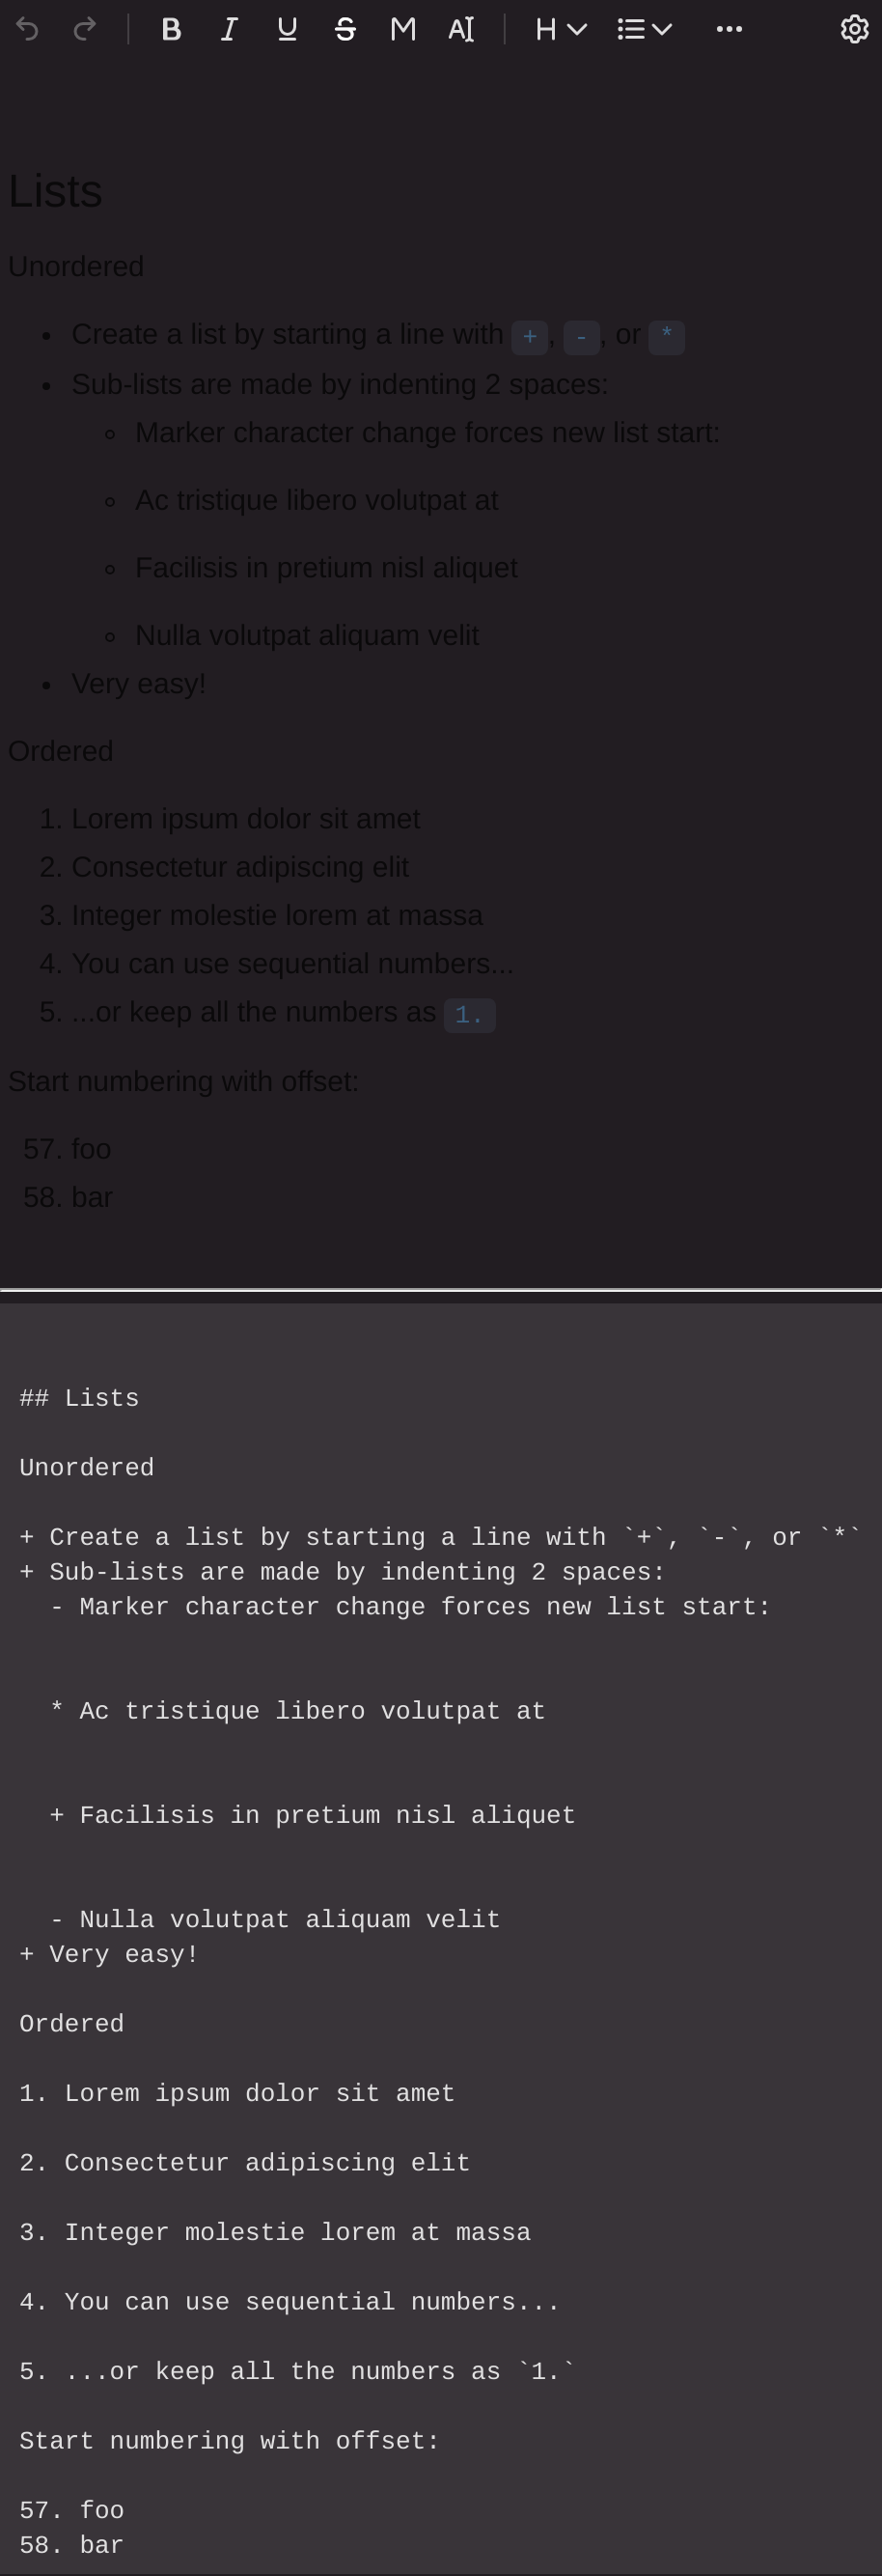 B I U S M A H
Lists
Unordered
• Create a list by starting a line with +, -, or *
• Sub-lists are made by indenting 2 spaces:
◦ Marker character change forces new list start:
◦ Ac tristique libero volutpat at
◦ Facilisis in pretium nisl aliquet
◦ Nulla volutpat aliquam velit
• Very easy!
Ordered
1. Lorem ipsum dolor sit amet
2. Consectetur adipiscing elit
3. Integer molestie lorem at massa
4. You can use sequential numbers...
5. ...or keep all the numbers as 1.
Start numbering with offset:
57. foo
58. bar
## Lists
Unordered
+ Create a list by starting a line with `+`, `-`, or `*`
+ Sub-lists are made by indenting 2 spaces:
- Marker character change forces new list start:
* Ac tristique libero volutpat at
+ Facilisis in pretium nisl aliquet
- Nulla volutpat aliquam velit
+ Very easy!
Ordered
1. Lorem ipsum dolor sit amet
2. Consectetur adipiscing elit
3. Integer molestie lorem at massa
4. You can use sequential numbers...
5. ...or keep all the numbers as `1.`
Start numbering with offset:
57. foo
58. bar